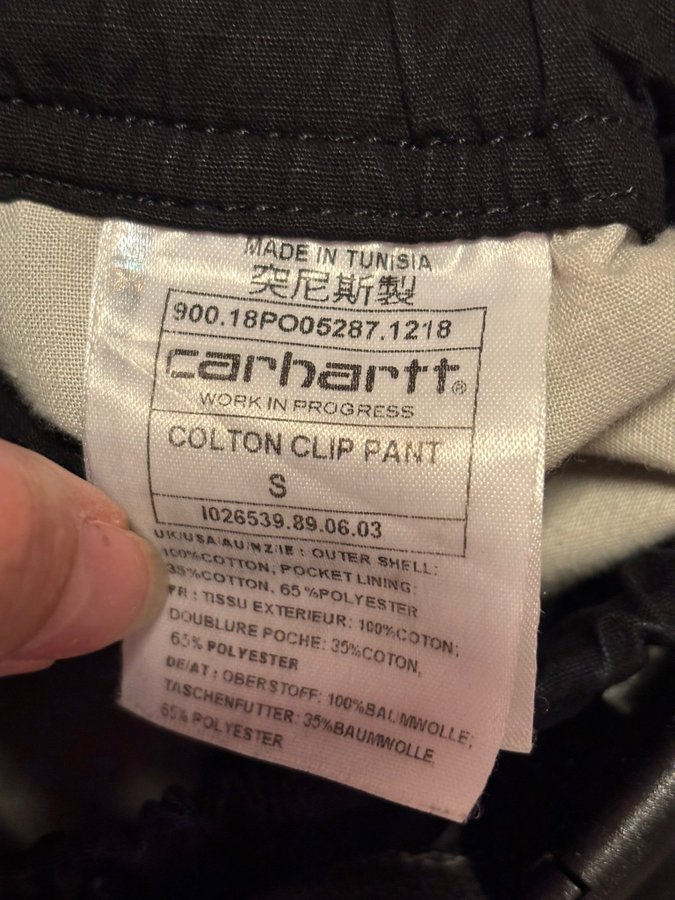 MADE IN TUNISIA
突尼斯製
900.18PO05287.1218
carhartt®
WORK IN PROGRESS
COLTON CLIP PANT
S
I026539.89.06.03
UK/USA/AU/NZ/IE : OUTER SHELL:
100%COTTON, POCKET LINING:
35%COTTON, 65%POLYESTER
FR : TISSU EXTERIEUR: 100%COTON;
DOUBLURE POCHE: 35%COTON,
65% POLYESTER
DE/AT : OBERSTOFF: 100%BAUMWOLLE;
TASCHENFUTTER: 35%BAUMWOLLE
65% POLYESTER